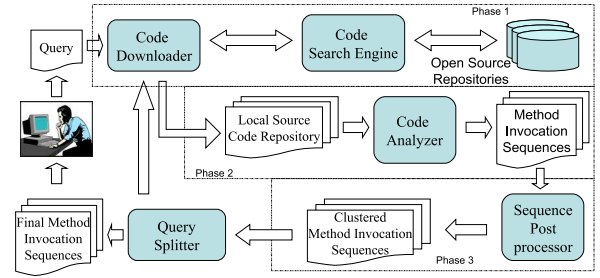 Phase 1
Query
Code
Downloader
Code
Search Engine
Open Source
Repositories
Local Source
Code Repository
Code
Analyzer
Method
Invocation
Sequences
Phase 2
Final Method
Invocation
Sequences
Query
Splitter
Clustered
Method Invocation
Sequences
Sequence
Post
processor
Phase 3